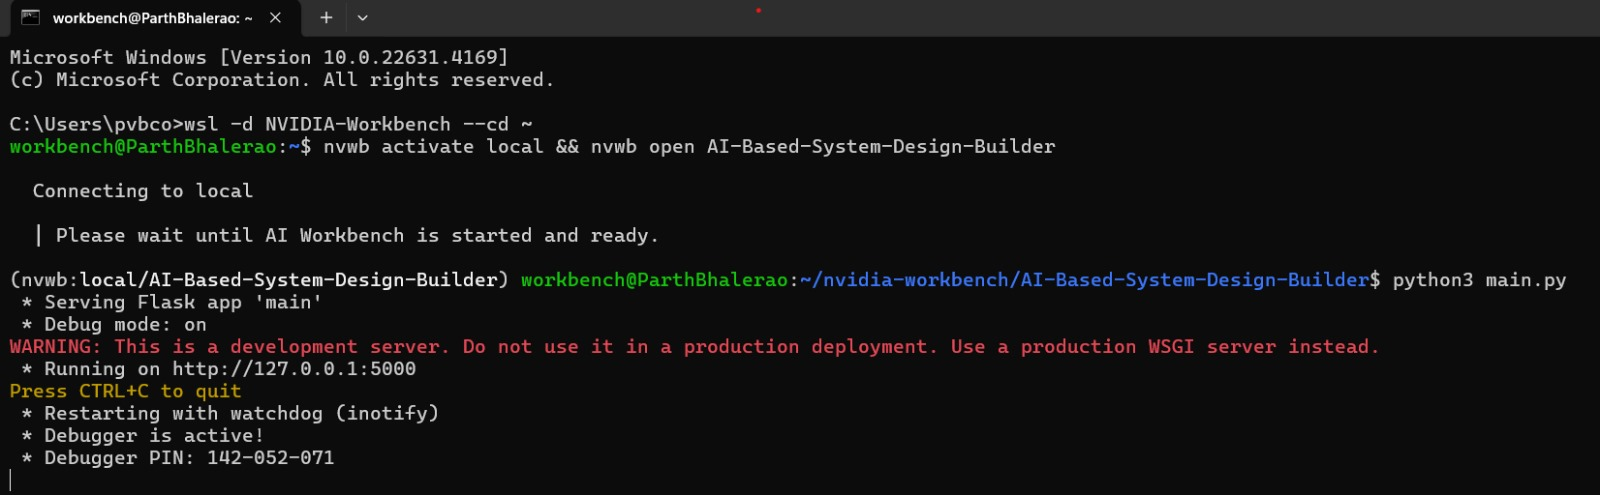 workbench@ParthBhalerao: ~
Microsoft Windows [Version 10.0.22631.4169]
(c) Microsoft Corporation. All rights reserved.
C:\Users\pvbco>wsl -d NVIDIA-Workbench --cd ~
workbench@ParthBhalerao:~$ nvwb activate local && nvwb open AI-Based-System-Design-Builder
Connecting to local
| Please wait until AI Workbench is started and ready.
(nvwb:local/AI-Based-System-Design-Builder) workbench@ParthBhalerao:~/nvidia-workbench/AI-Based-System-Design-Builder$ python3 main.py
* Serving Flask app 'main'
* Debug mode: on
WARNING: This is a development server. Do not use it in a production deployment. Use a production WSGI server instead.
* Running on http://127.0.0.1:5000
Press CTRL+C to quit
* Restarting with watchdog (inotify)
* Debugger is active!
* Debugger PIN: 142-052-071